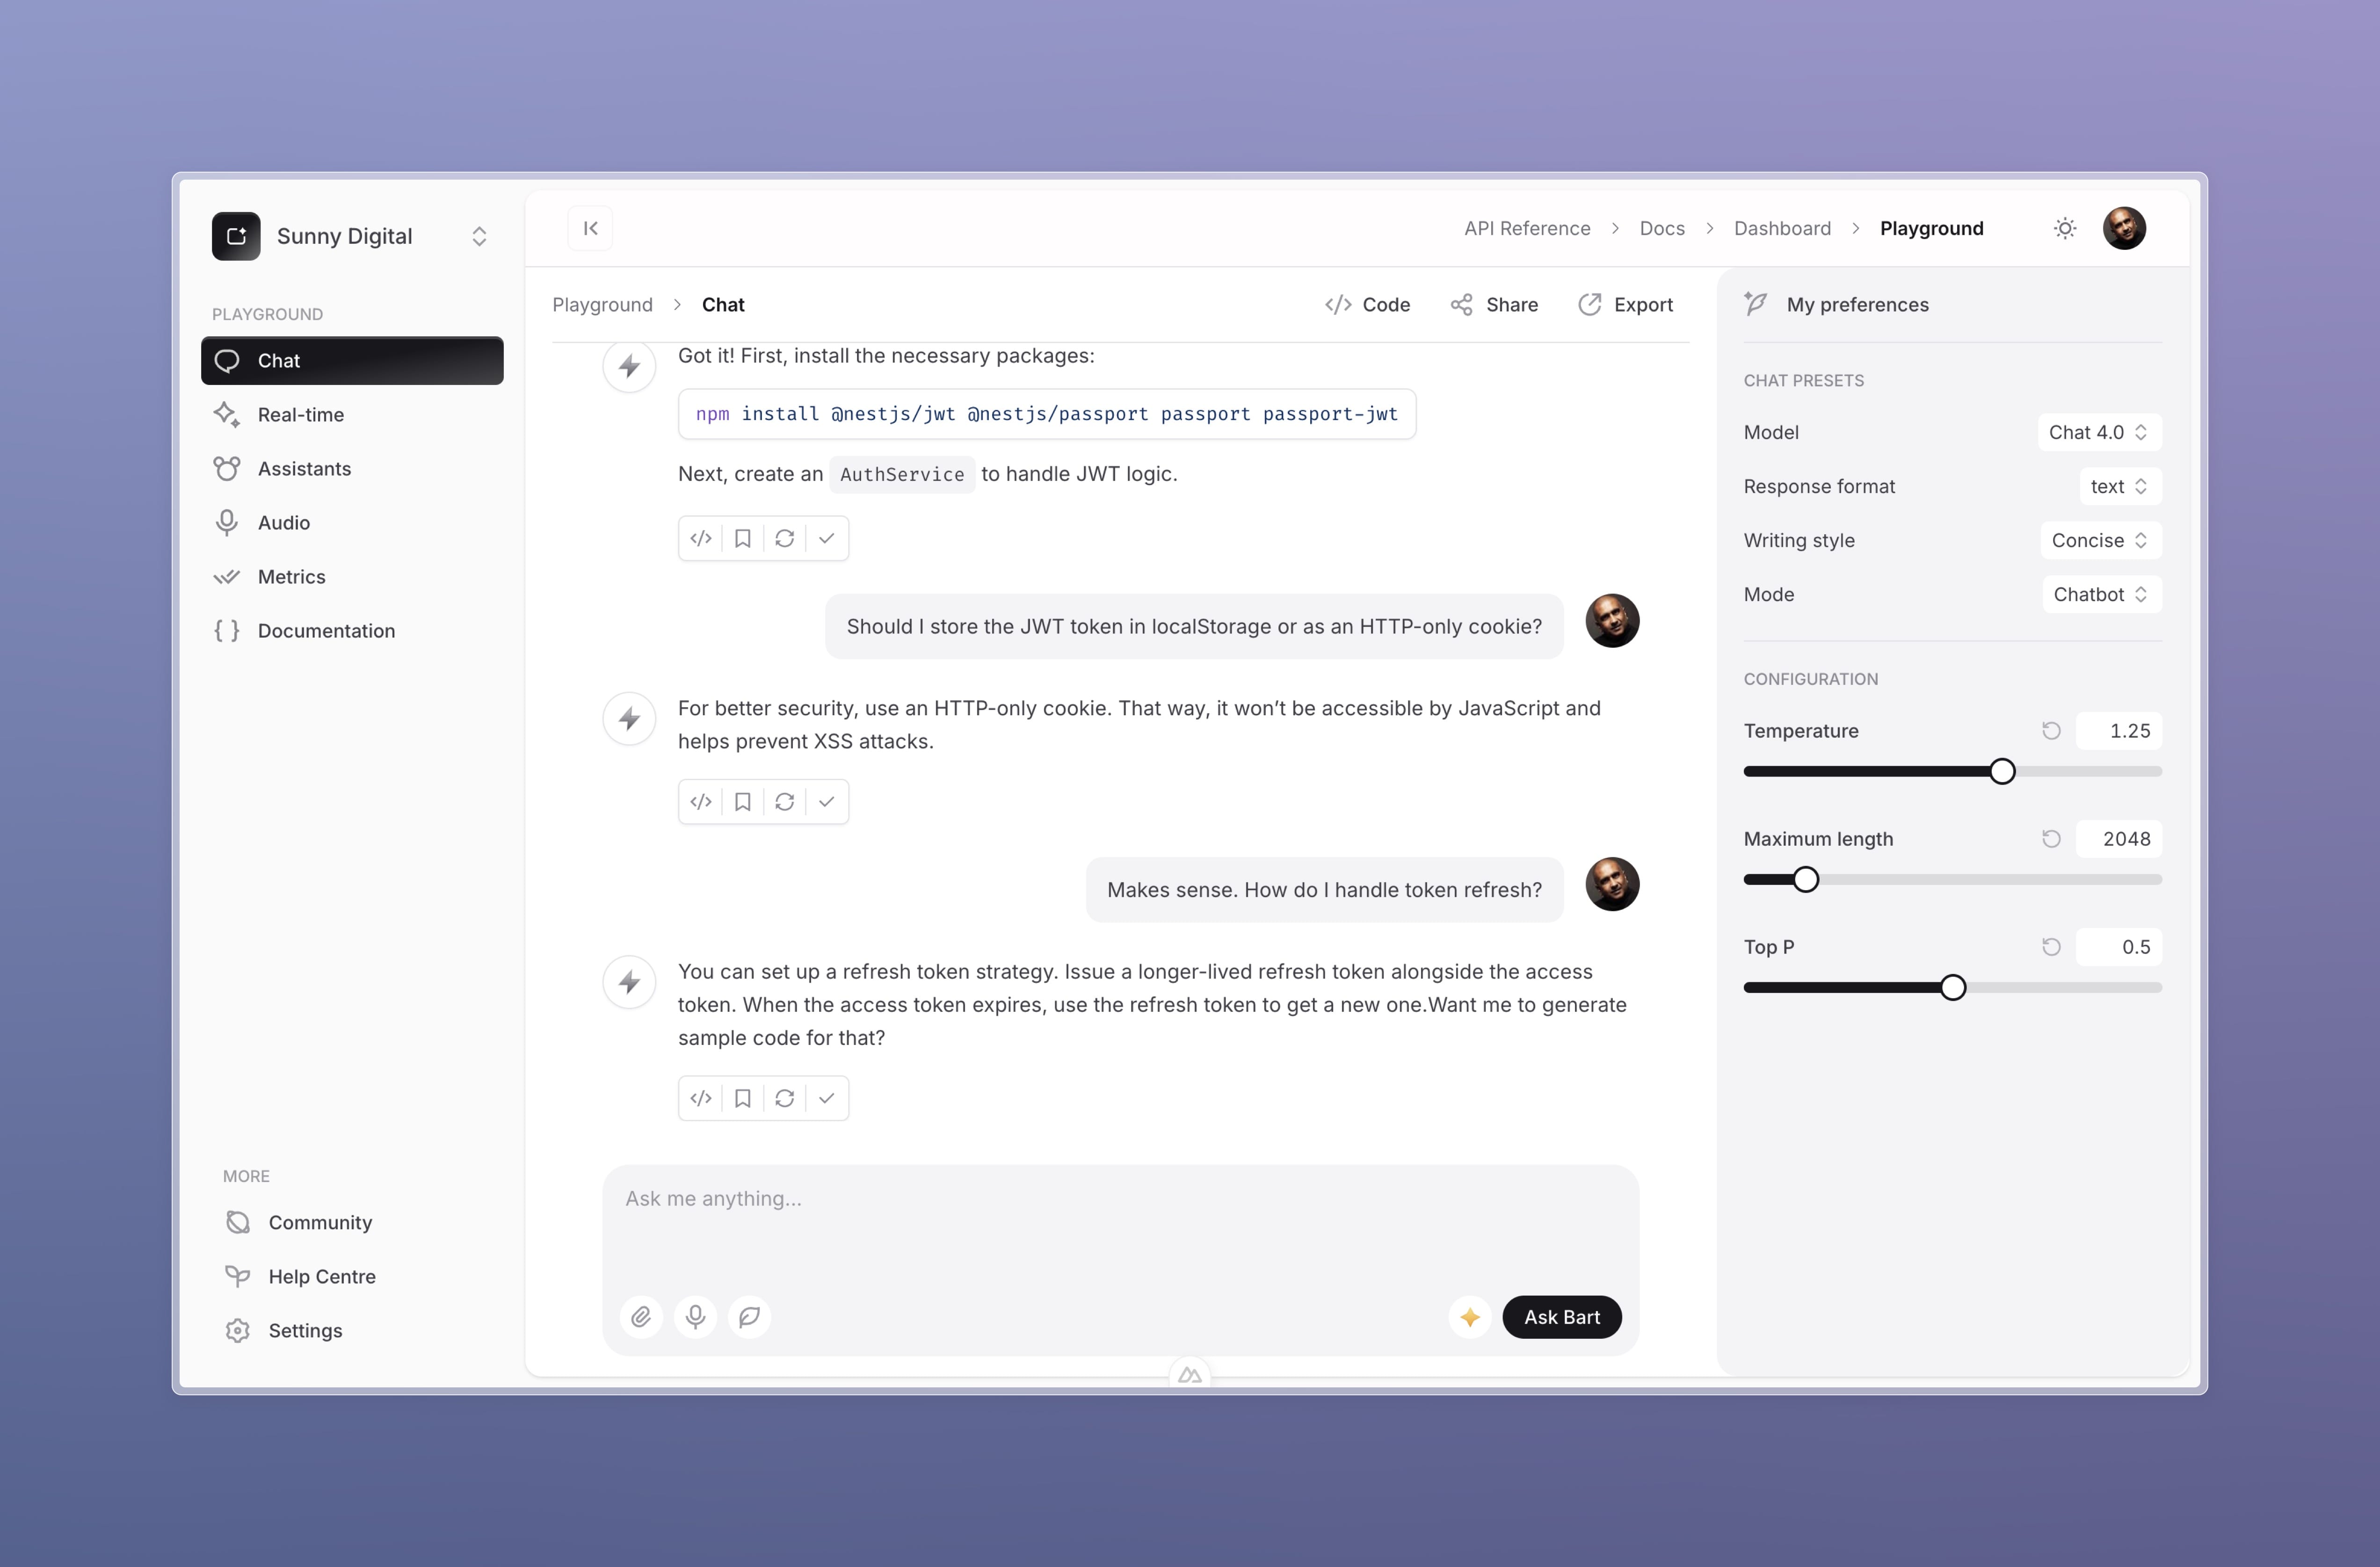 Sunny Digital
PLAYGROUND
Chat
Real-time
Assistants
Audio
Metrics
Documentation
MORE
Community
Help Centre
Settings
API Reference
Docs
Dashboard
Playground
Playground
Chat
Code
Share
Export
Got it! First, install the necessary packages:
npm install @nestjs/jwt @nestjs/passport passport passport-jwt
Next, create an AuthService to handle JWT logic.
Should I store the JWT token in localStorage or as an HTTP-only cookie?
For better security, use an HTTP-only cookie. That way, it won’t be accessible by JavaScript and
helps prevent XSS attacks.
Makes sense. How do I handle token refresh?
You can set up a refresh token strategy. Issue a longer-lived refresh token alongside the access
token. When the access token expires, use the refresh token to get a new one.Want me to generate
sample code for that?
Ask me anything...
Ask Bart
My preferences
CHAT PRESETS
Model
Chat 4.0
Response format
text
Writing style
Concise
Mode
Chatbot
CONFIGURATION
Temperature
1.25
Maximum length
2048
Top P
0.5